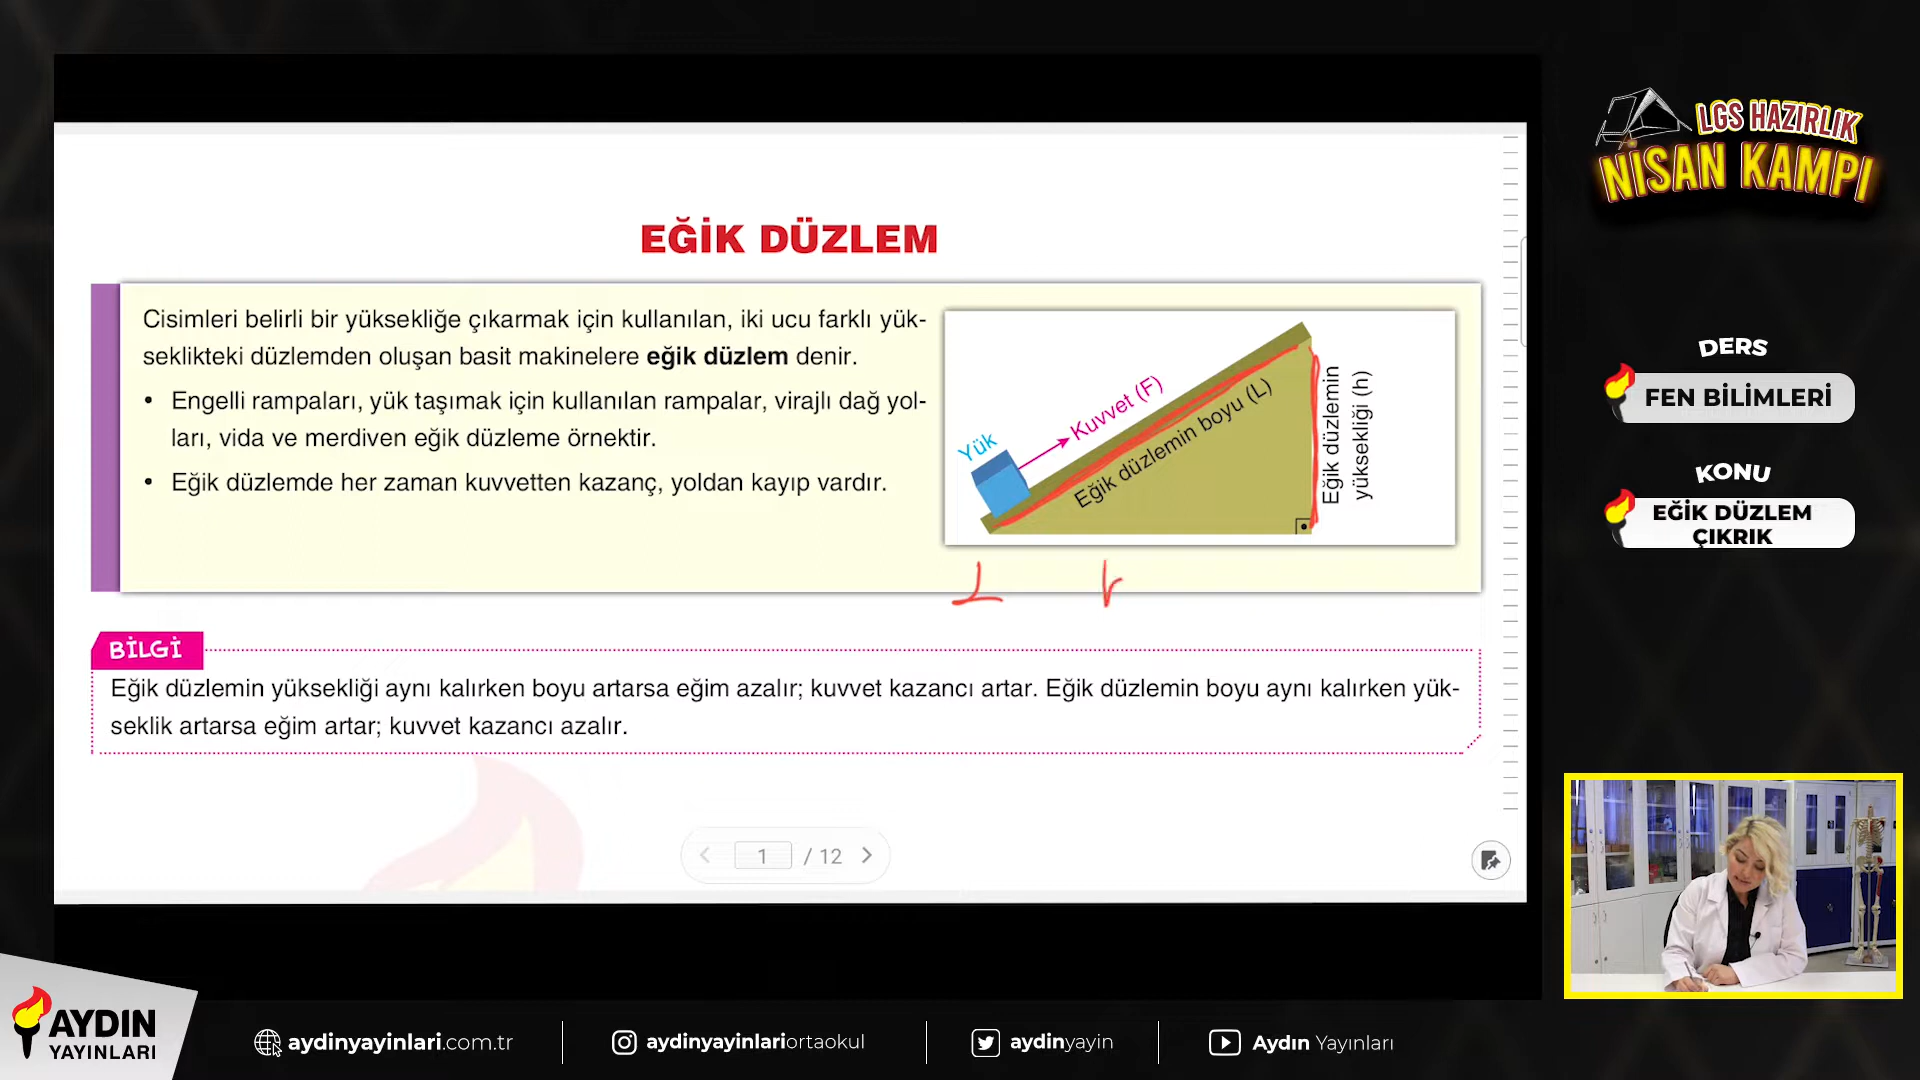 EĞİK DÜZLEM
Cisimleri belirli bir yüksekliğe çıkarmak için kullanılan, iki ucu farklı yük-
seklikteki düzlemden oluşan basit makinelere eğik düzlem denir.
• Engelli rampaları, yük taşımak için kullanılan rampalar, virajlı dağ yol-
ları, vida ve merdiven eğik düzleme örnektir.
• Eğik düzlemde her zaman kuvvetten kazanç, yoldan kayıp vardır.
Yük
Kuvvet (F)
Eğik düzlemin boyu (L)
Eğik düzlemin
yüksekliği (h)
L
BİLGİ
Eğik düzlemin yüksekliği aynı kalırken boyu artarsa eğim azalır; kuvvet kazancı artar. Eğik düzlemin boyu aynı kalırken yük-
seklik artarsa eğim artar; kuvvet kazancı azalır.
1 / 12
LGS HAZIRLIK
NİSAN KAMPI
DERS
FEN BİLİMLERİ
KONU
EĞİK DÜZLEM
ÇIKRIK
AYDIN
YAYINLARI
aydinyayinlari.com.tr
aydinyayinlariortaokul
aydinyayin
Aydın Yayınları